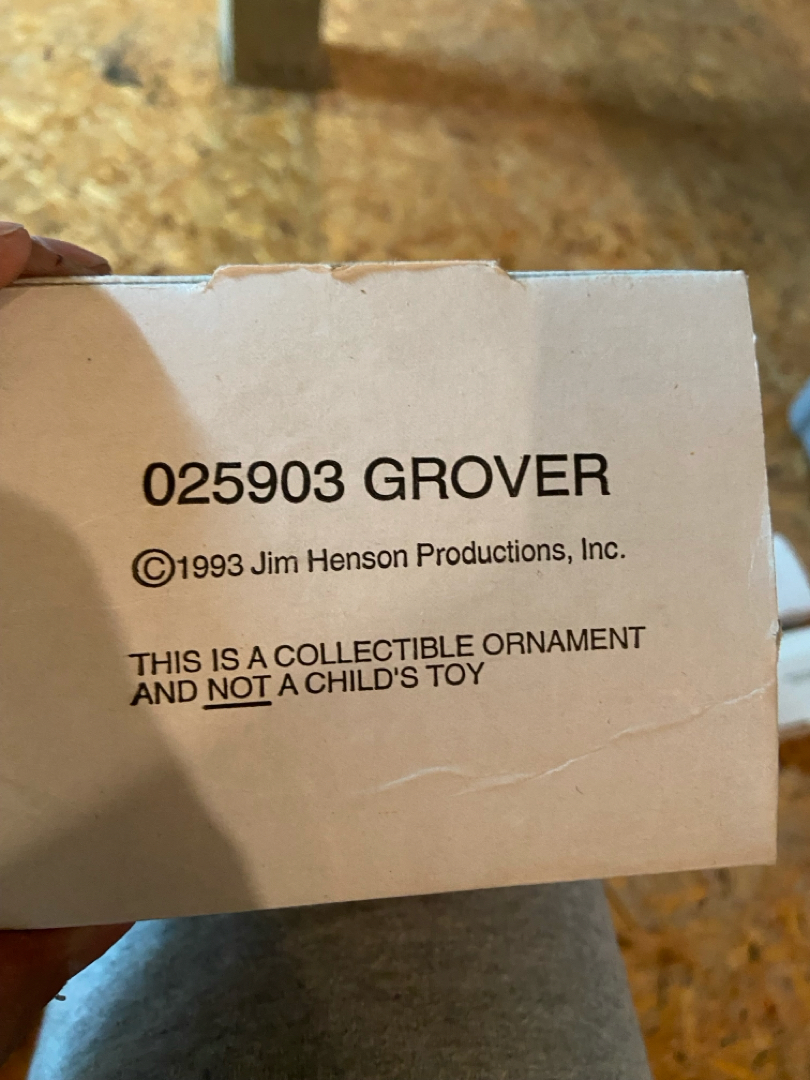 025903 GROVER
©1993 Jim Henson Productions, Inc.
THIS IS A COLLECTIBLE ORNAMENT
AND NOT A CHILD'S TOY